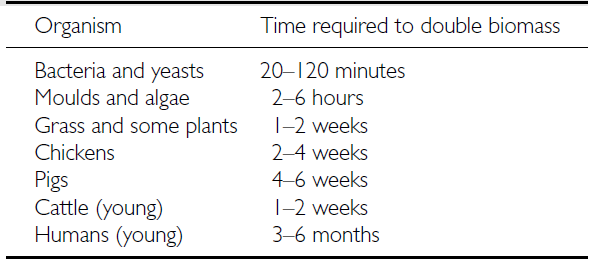 Organism Time required to double biomass
Bacteria and yeasts 20–120 minutes
Moulds and algae 2–6 hours
Grass and some plants 1–2 weeks
Chickens 2–4 weeks
Pigs 4–6 weeks
Cattle (young) 1–2 weeks
Humans (young) 3–6 months